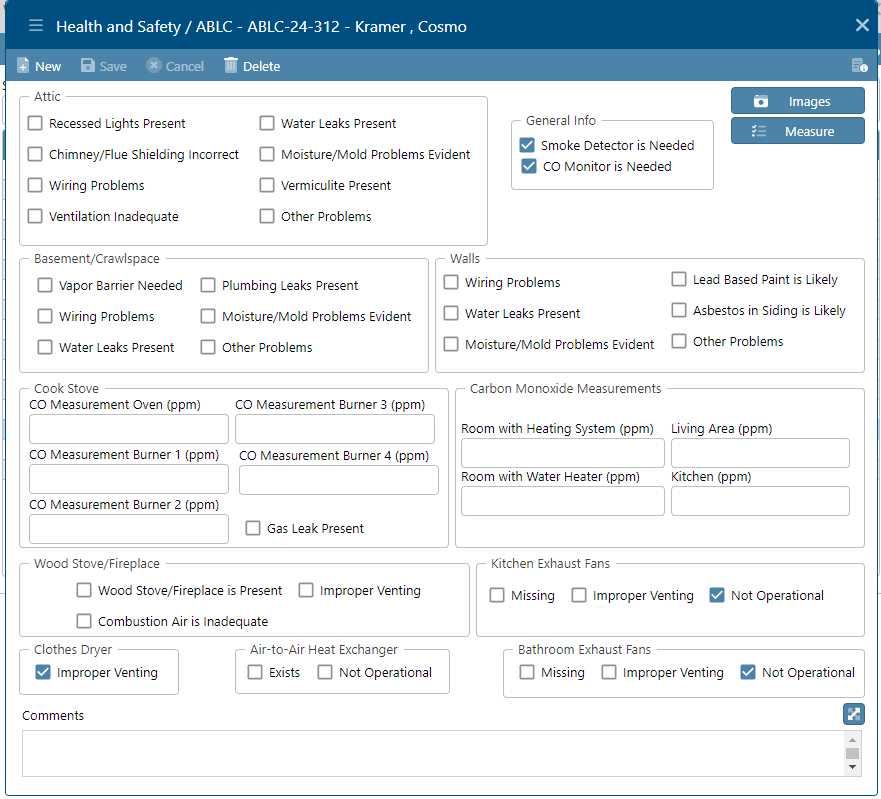 Health and Safety / ABLC - ABLC-24-312 - Kramer , Cosmo
New Save Cancel Delete
Images
Measure
Attic
Recessed Lights Present Water Leaks Present
Chimney/Flue Shielding Incorrect Moisture/Mold Problems Evident
Wiring Problems Vermiculite Present
Ventilation Inadequate Other Problems
General Info
Smoke Detector is Needed
CO Monitor is Needed
Basement/Crawlspace
Vapor Barrier Needed Plumbing Leaks Present
Wiring Problems Moisture/Mold Problems Evident
Water Leaks Present Other Problems
Walls
Wiring Problems Lead Based Paint is Likely
Water Leaks Present Asbestos in Siding is Likely
Moisture/Mold Problems Evident Other Problems
Cook Stove
CO Measurement Oven (ppm) CO Measurement Burner 3 (ppm)
CO Measurement Burner 1 (ppm) CO Measurement Burner 4 (ppm)
CO Measurement Burner 2 (ppm)
Gas Leak Present
Carbon Monoxide Measurements
Room with Heating System (ppm) Living Area (ppm)
Room with Water Heater (ppm) Kitchen (ppm)
Wood Stove/Fireplace
Wood Stove/Fireplace is Present Improper Venting
Combustion Air is Inadequate
Kitchen Exhaust Fans
Missing Improper Venting Not Operational
Clothes Dryer
Improper Venting
Air-to-Air Heat Exchanger
Exists Not Operational
Bathroom Exhaust Fans
Missing Improper Venting Not Operational
Comments